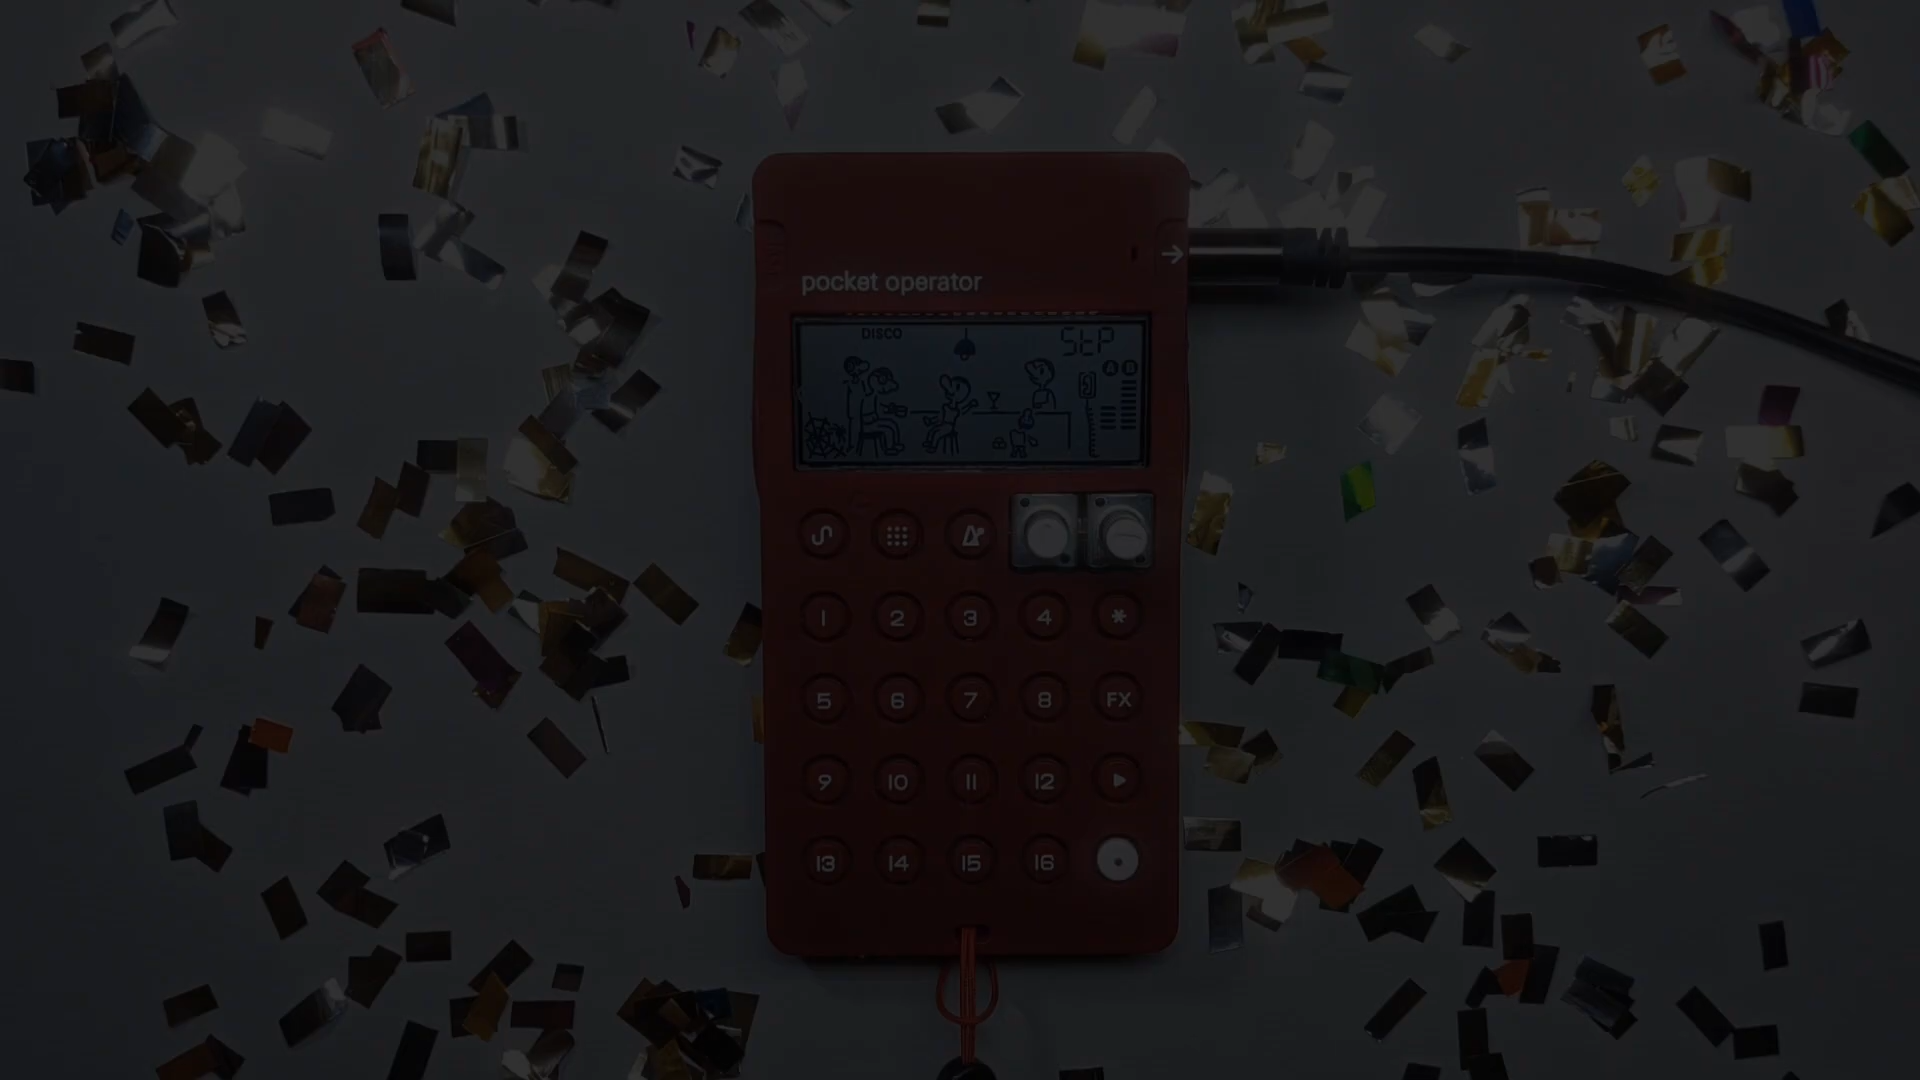 →
pocket operator
DISCO
StP
A B
1 2 3 4 *
5 6 7 8 FX
9 10 11 12
13 14 15 16